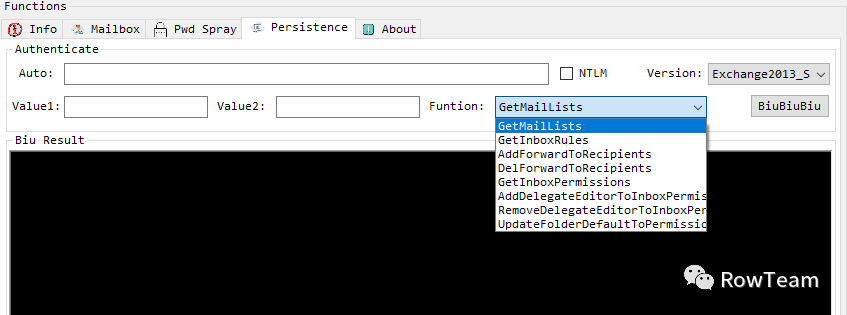 Functions
Info Mailbox Pwd Spray Persistence About
Authenticate
Auto: NTLM Version: Exchange2013_S
Value1: Value2: Funtion: GetMailLists BiuBiuBiu
GetMailLists
Biu Result
GetInboxRules
AddForwardToRecipients
DelForwardToRecipients
GetInboxPermissions
AddDelegateEditorToInboxPermis
RemoveDelegateEditorToInboxPer
UpdateFolderDefaultToPermissio
RowTeam